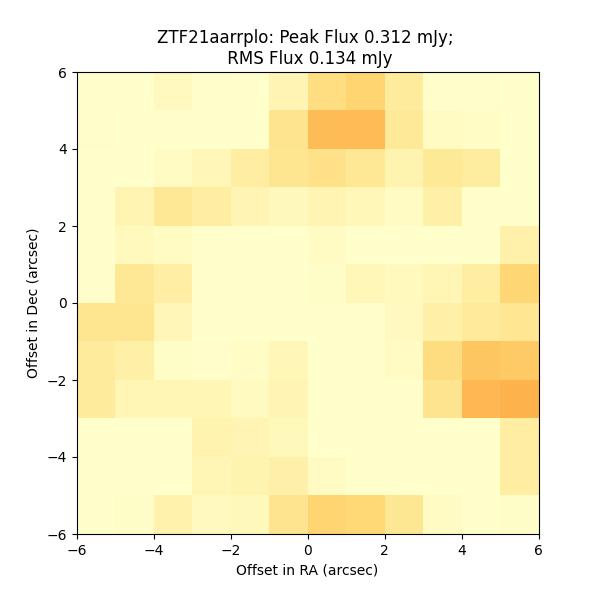 ZTF21aarrplo: Peak Flux 0.312 mJy;
RMS Flux 0.134 mJy
6
4
2
0
−2
−4
−6
Offset in Dec (arcsec)
−6 −4 −2 0 2 4 6
Offset in RA (arcsec)